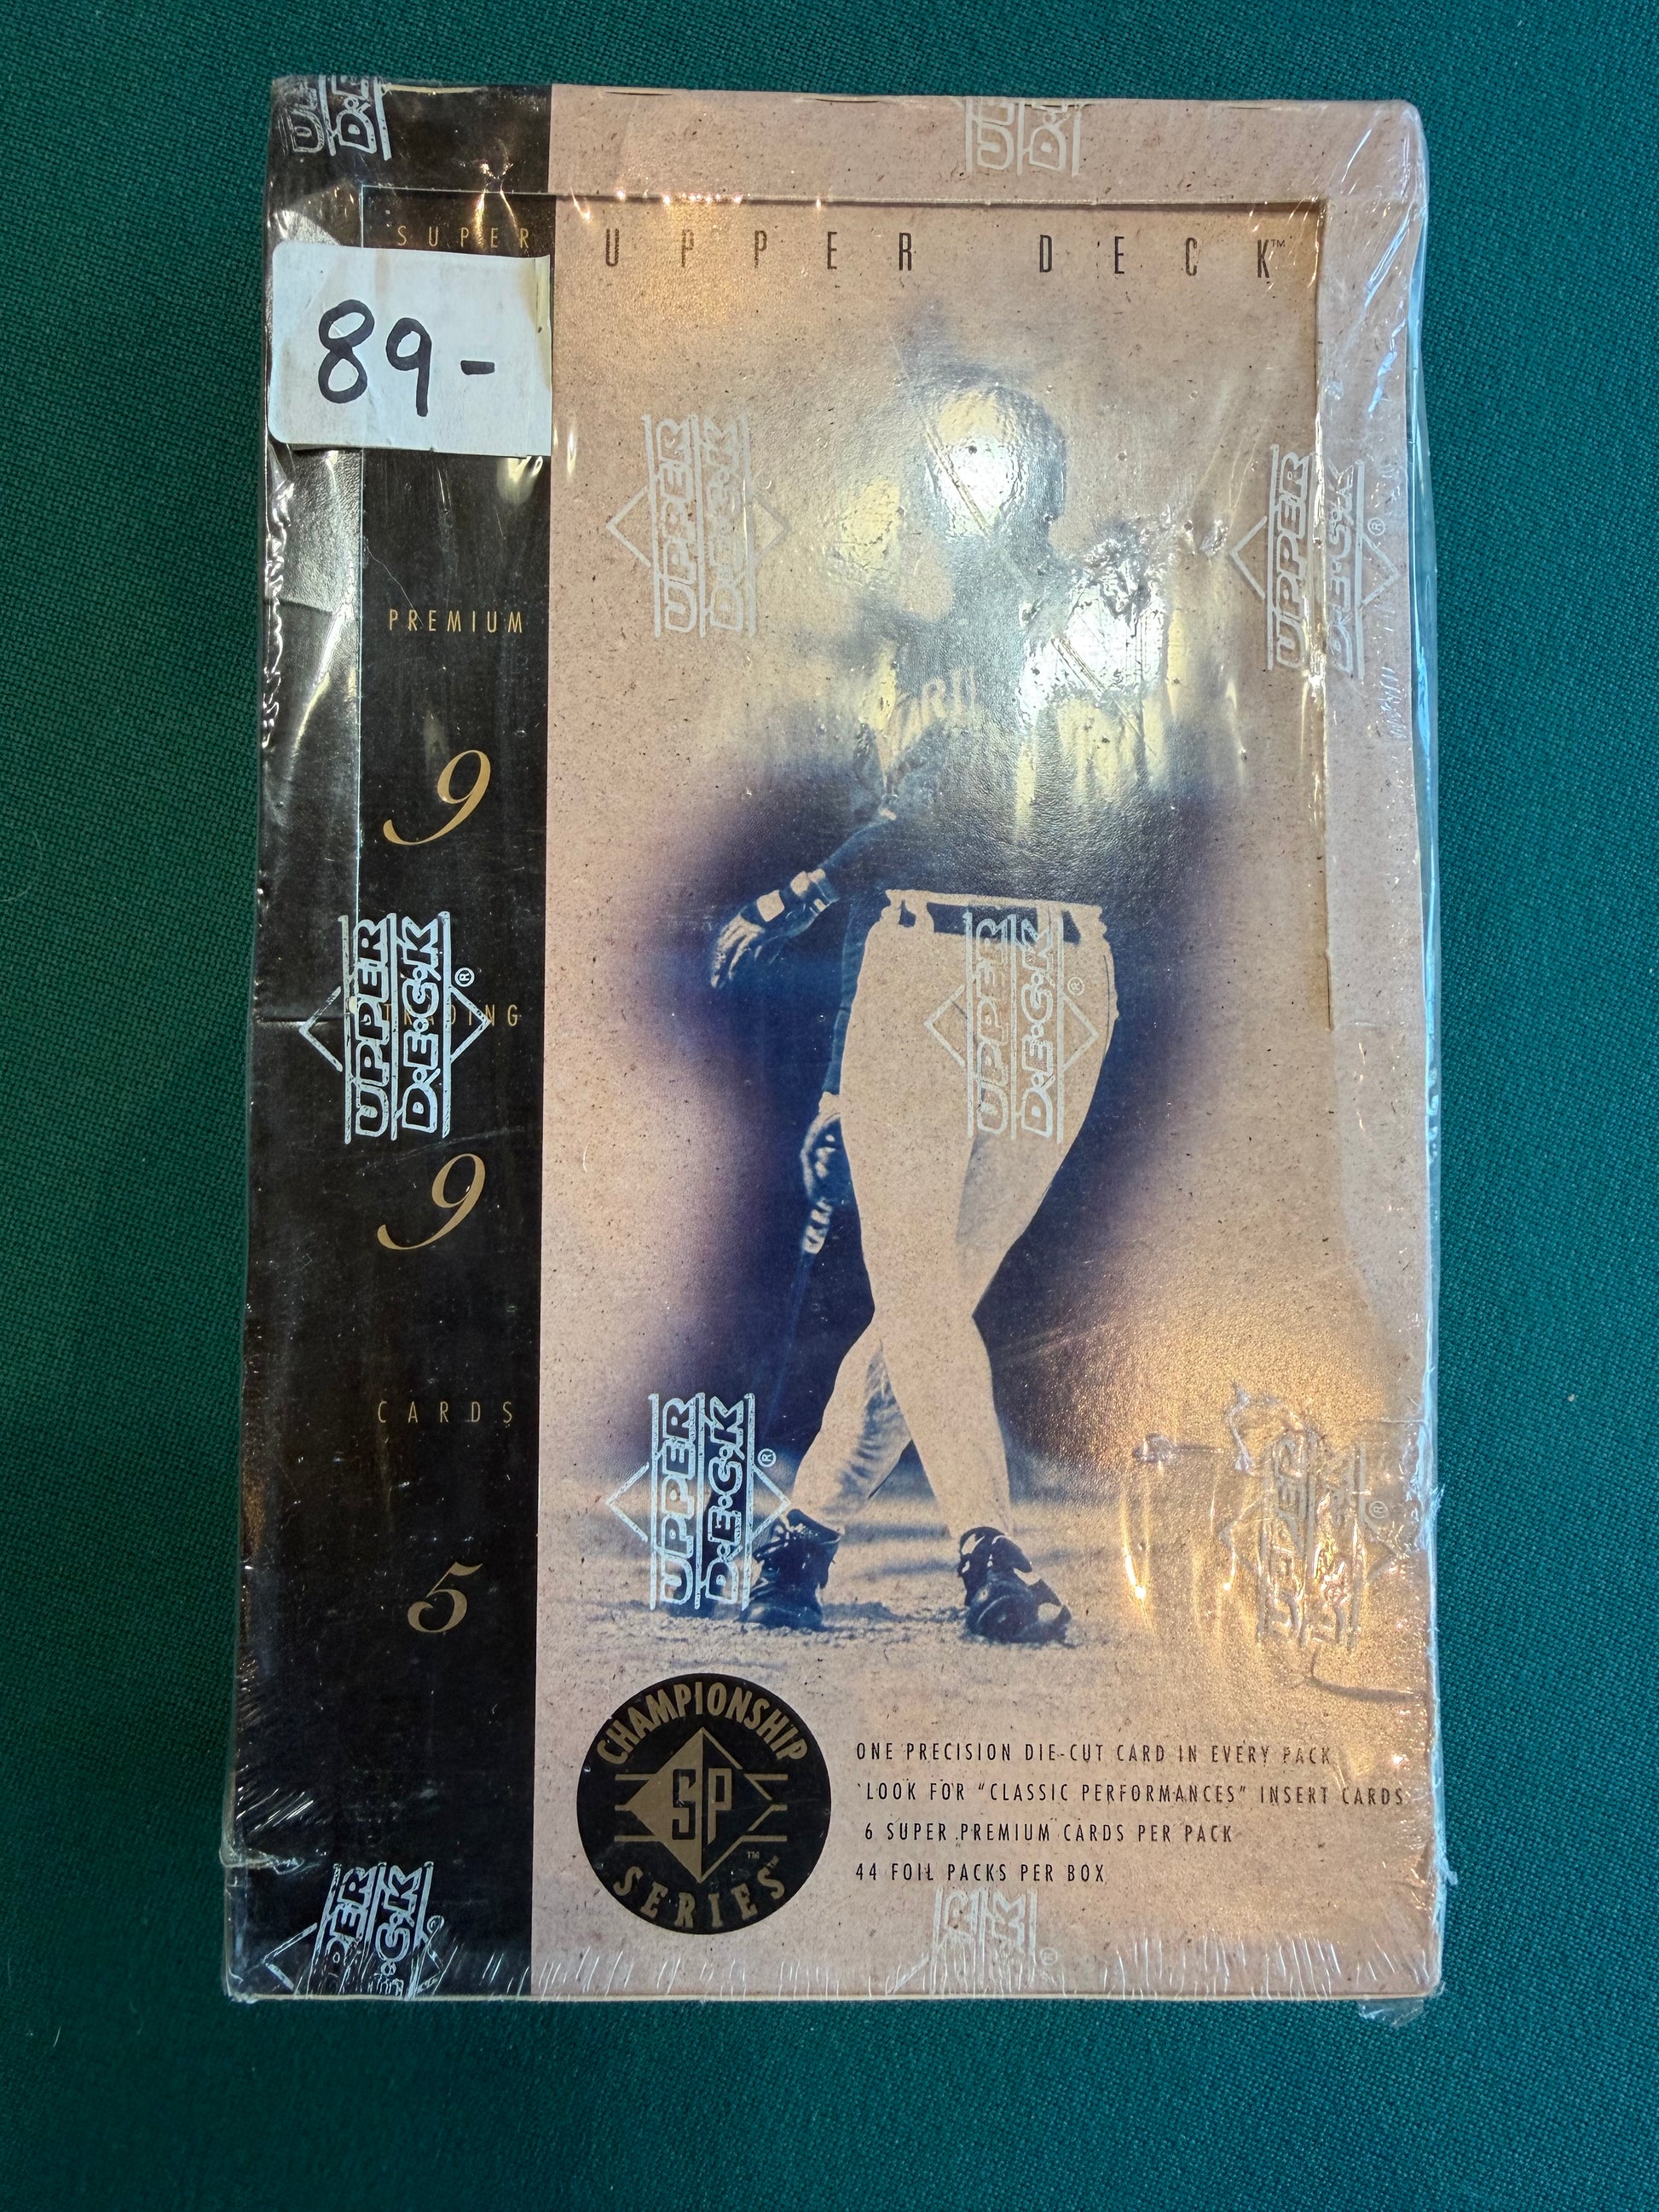 SUPER
UPPER DECK™
89-
PREMIUM
9
TRADING
9
CARDS
5
UPPER
DECK
UPPER
DECK
UPPER
DECK®
UPPER
DECK®
UPPER
DECK®
CHAMPIONSHIP
SP™
SERIES
ONE PRECISION DIE-CUT CARD IN EVERY PACK
LOOK FOR "CLASSIC PERFORMANCES" INSERT CARDS
6 SUPER PREMIUM CARDS PER PACK
44 FOIL PACKS PER BOX